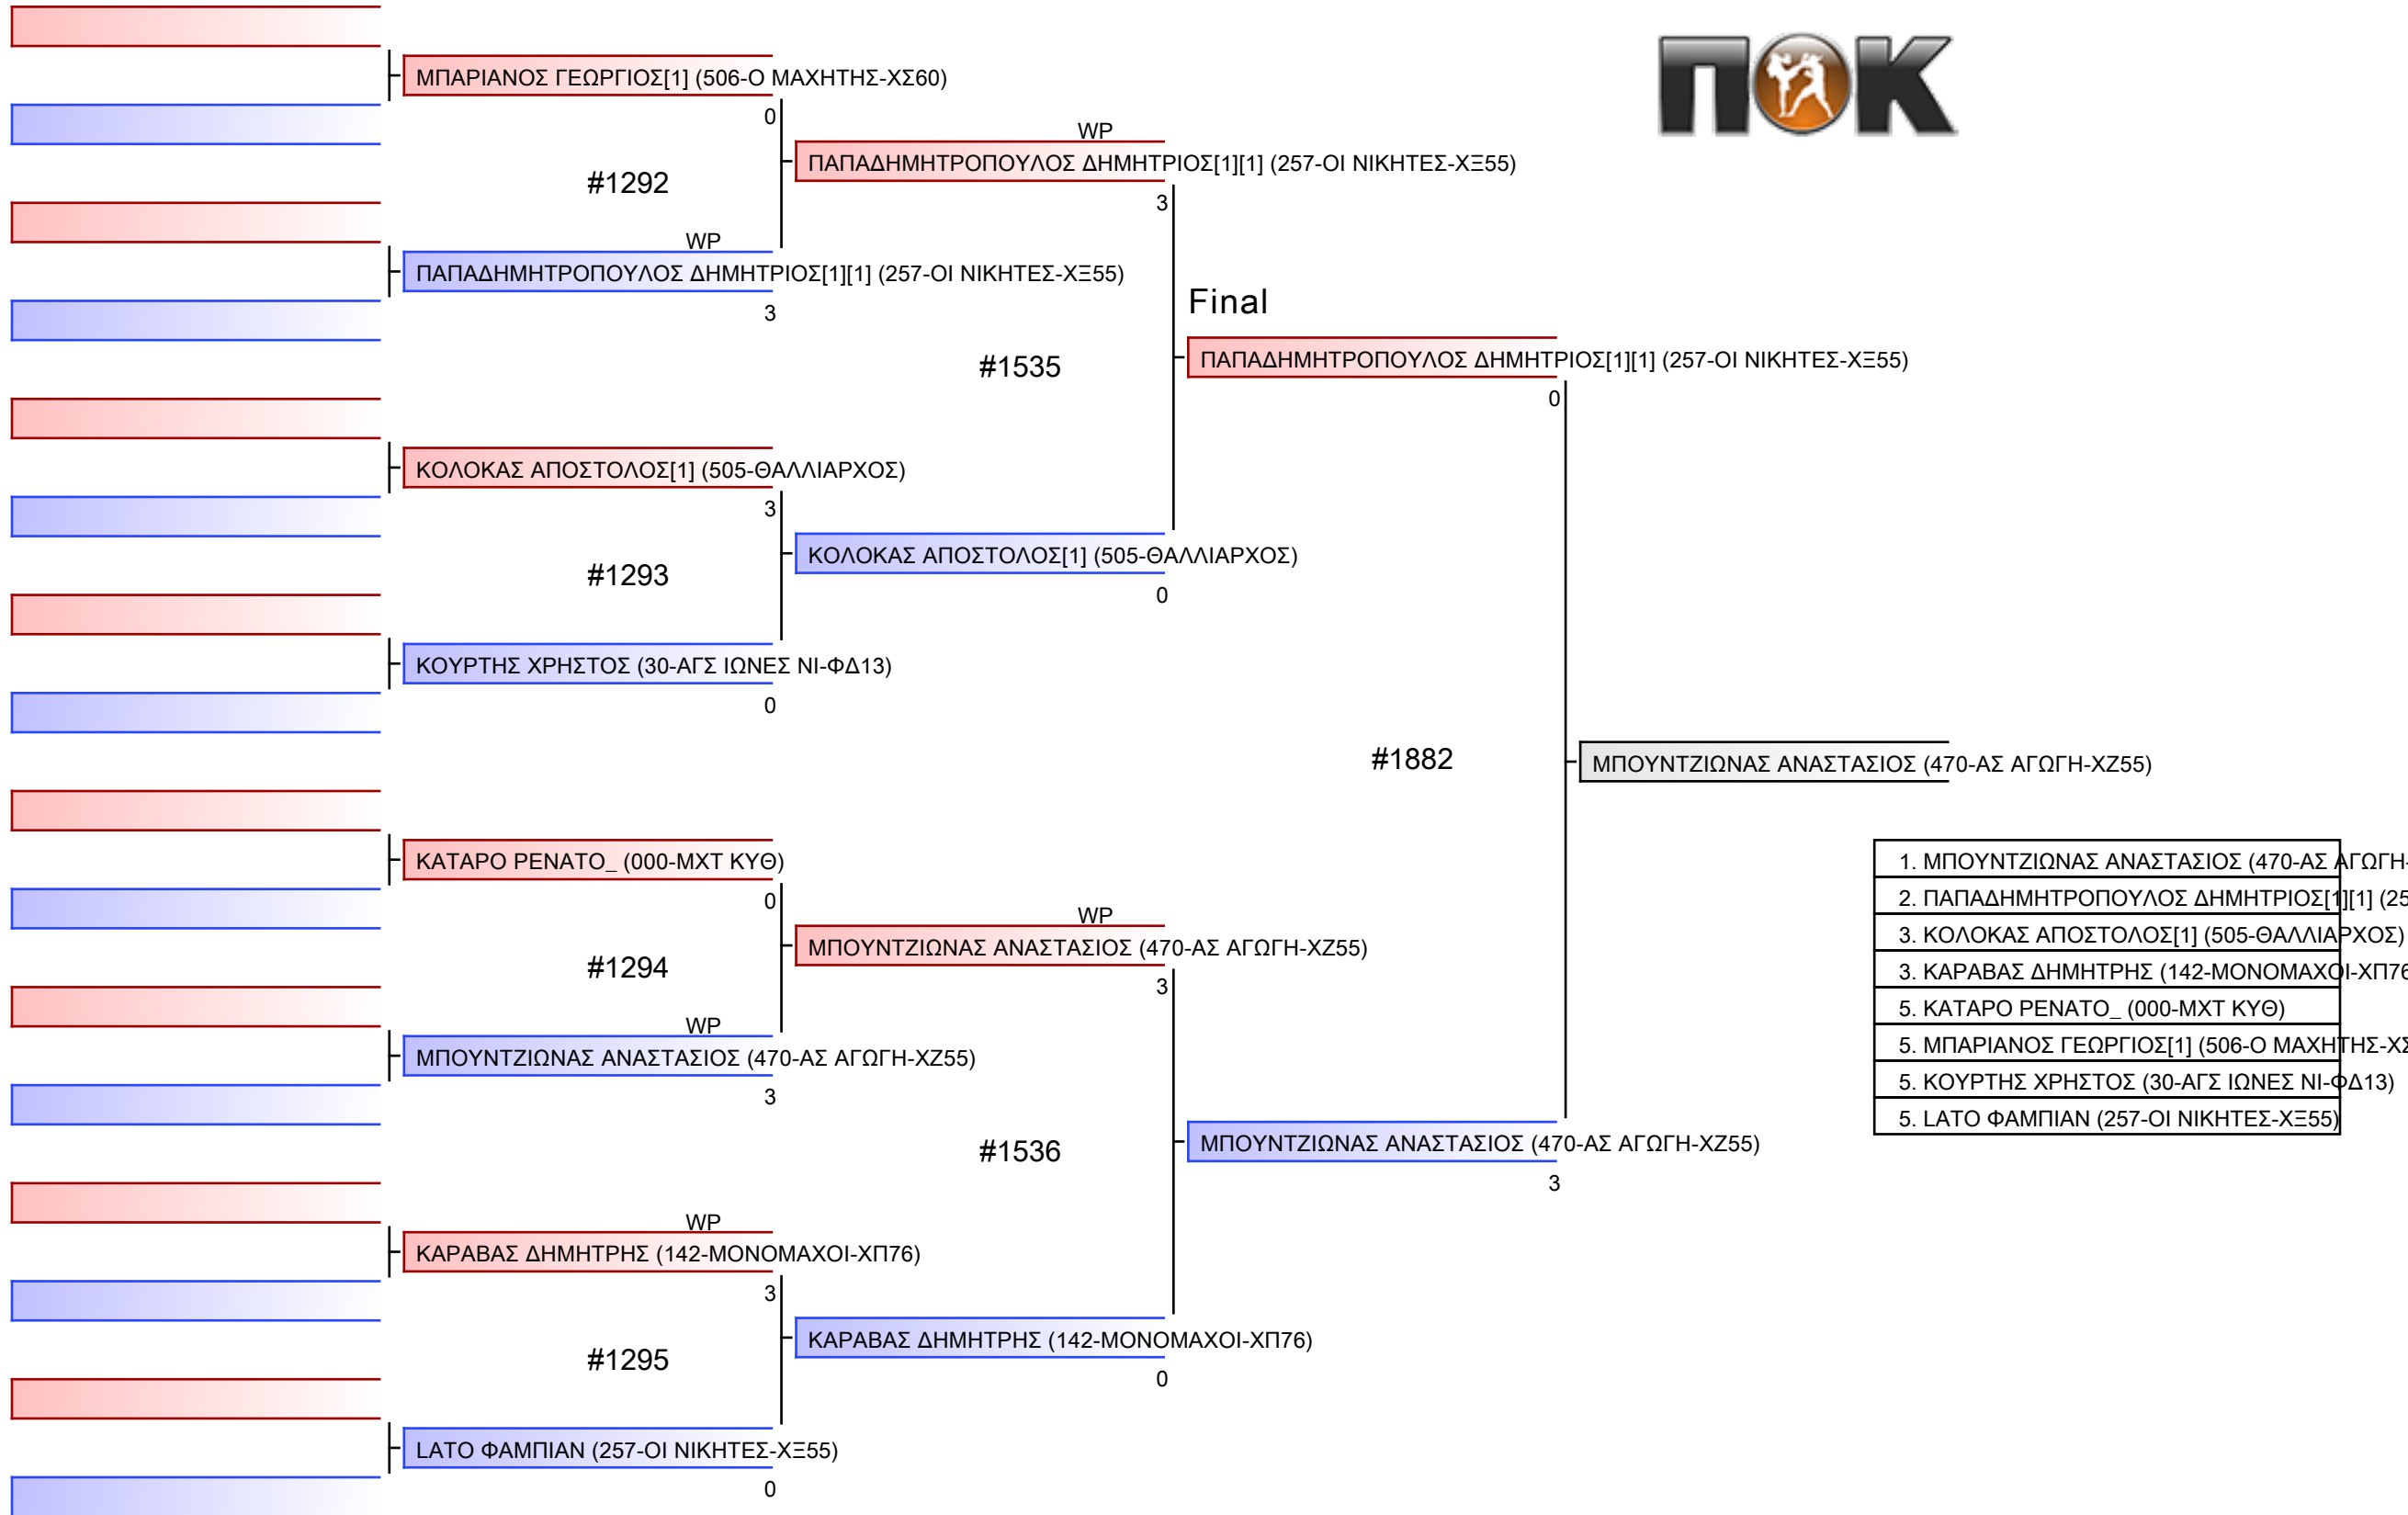 ΠΟΚ
ΜΠΑΡΙΑΝΟΣ ΓΕΩΡΓΙΟΣ[1] (506-Ο ΜΑΧΗΤΗΣ-ΧΣ60)
0
WP
ΠΑΠΑΔΗΜΗΤΡΟΠΟΥΛΟΣ ΔΗΜΗΤΡΙΟΣ[1][1] (257-ΟΙ ΝΙΚΗΤΕΣ-ΧΞ55)
3
#1292
WP
ΠΑΠΑΔΗΜΗΤΡΟΠΟΥΛΟΣ ΔΗΜΗΤΡΙΟΣ[1][1] (257-ΟΙ ΝΙΚΗΤΕΣ-ΧΞ55)
3
Final
#1535
ΠΑΠΑΔΗΜΗΤΡΟΠΟΥΛΟΣ ΔΗΜΗΤΡΙΟΣ[1][1] (257-ΟΙ ΝΙΚΗΤΕΣ-ΧΞ55)
0
ΚΟΛΟΚΑΣ ΑΠΟΣΤΟΛΟΣ[1] (505-ΘΑΛΛΙΑΡΧΟΣ)
3
ΚΟΛΟΚΑΣ ΑΠΟΣΤΟΛΟΣ[1] (505-ΘΑΛΛΙΑΡΧΟΣ)
0
#1293
ΚΟΥΡΤΗΣ ΧΡΗΣΤΟΣ (30-ΑΓΣ ΙΩΝΕΣ ΝΙ-ΦΔ13)
0
#1882
ΜΠΟΥΝΤΖΙΩΝΑΣ ΑΝΑΣΤΑΣΙΟΣ (470-ΑΣ ΑΓΩΓΗ-ΧΖ55)
ΚΑΤΑΡΟ ΡΕΝΑΤΟ_ (000-ΜΧΤ ΚΥΘ)
0
WP
ΜΠΟΥΝΤΖΙΩΝΑΣ ΑΝΑΣΤΑΣΙΟΣ (470-ΑΣ ΑΓΩΓΗ-ΧΖ55)
3
#1294
WP
ΜΠΟΥΝΤΖΙΩΝΑΣ ΑΝΑΣΤΑΣΙΟΣ (470-ΑΣ ΑΓΩΓΗ-ΧΖ55)
3
#1536
ΜΠΟΥΝΤΖΙΩΝΑΣ ΑΝΑΣΤΑΣΙΟΣ (470-ΑΣ ΑΓΩΓΗ-ΧΖ55)
3
WP
ΚΑΡΑΒΑΣ ΔΗΜΗΤΡΗΣ (142-ΜΟΝΟΜΑΧΟΙ-ΧΠ76)
3
ΚΑΡΑΒΑΣ ΔΗΜΗΤΡΗΣ (142-ΜΟΝΟΜΑΧΟΙ-ΧΠ76)
0
#1295
LΑΤΟ ΦΑΜΠΙΑΝ (257-ΟΙ ΝΙΚΗΤΕΣ-ΧΞ55)
0
1. ΜΠΟΥΝΤΖΙΩΝΑΣ ΑΝΑΣΤΑΣΙΟΣ (470-ΑΣ ΑΓΩΓΗ-
2. ΠΑΠΑΔΗΜΗΤΡΟΠΟΥΛΟΣ ΔΗΜΗΤΡΙΟΣ[1][1] (25
3. ΚΟΛΟΚΑΣ ΑΠΟΣΤΟΛΟΣ[1] (505-ΘΑΛΛΙΑΡΧΟΣ)
3. ΚΑΡΑΒΑΣ ΔΗΜΗΤΡΗΣ (142-ΜΟΝΟΜΑΧΟΙ-ΧΠ76
5. ΚΑΤΑΡΟ ΡΕΝΑΤΟ_ (000-ΜΧΤ ΚΥΘ)
5. ΜΠΑΡΙΑΝΟΣ ΓΕΩΡΓΙΟΣ[1] (506-Ο ΜΑΧΗΤΗΣ-ΧΣ
5. ΚΟΥΡΤΗΣ ΧΡΗΣΤΟΣ (30-ΑΓΣ ΙΩΝΕΣ ΝΙ-ΦΔ13)
5. LΑΤΟ ΦΑΜΠΙΑΝ (257-ΟΙ ΝΙΚΗΤΕΣ-ΧΞ55)